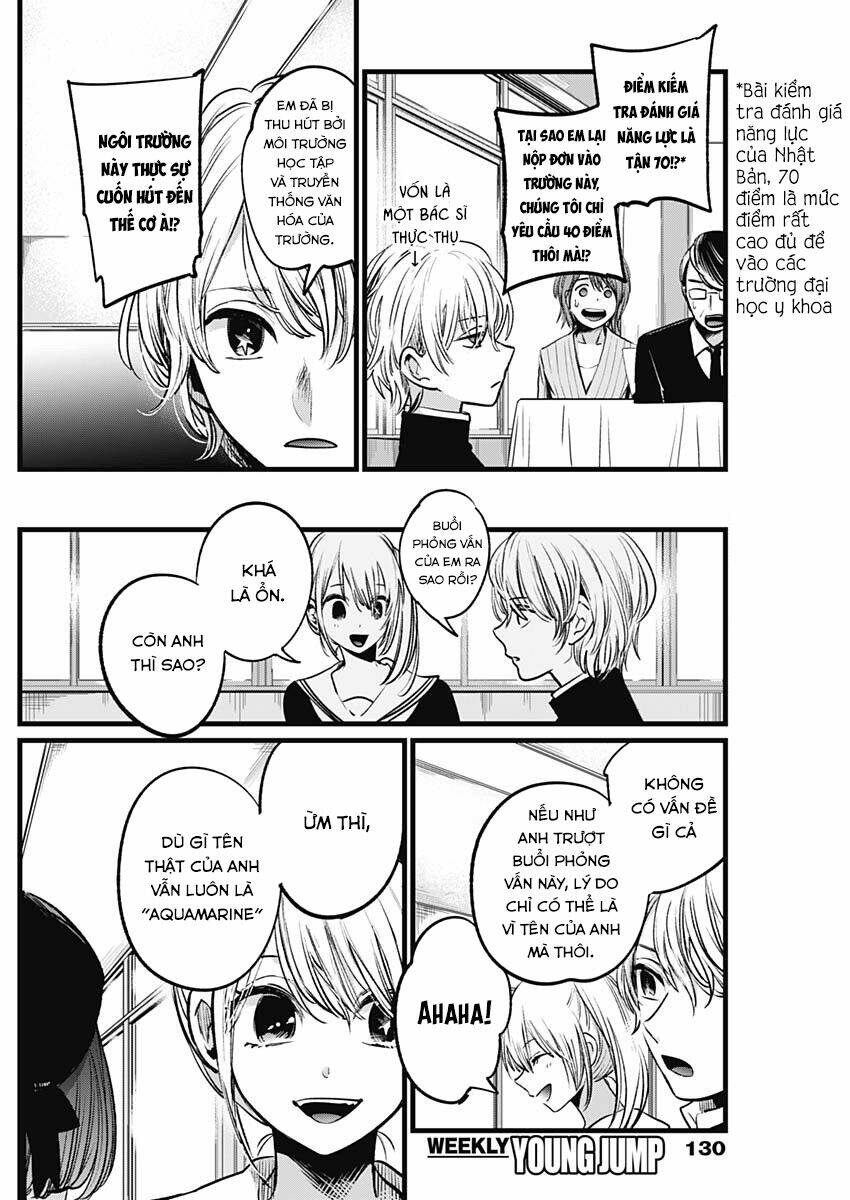 ĐIỂM KIẾM
TRA ĐÁNH GIÁ
NĂNG LỰC LÀ
TẬN 70!?*
TẠI SAO EM LẠI
NỘP ĐƠN VÀO
TRƯỜNG NÀY,
CHÚNG TÔI CHỈ
YÊU CẦU 40 ĐIỂM
THÔI MÀ!?
*Bài kiểm
tra đánh giá
năng lực
của Nhật
Bản, 70
điểm là mức
điểm rất
cao đủ để
vào các
trường đại
học y khoa
VỐN LÀ
MỘT BÁC SĨ
THỰC THỤ
↓
EM ĐÃ BỊ
THU HÚT BỞI
MÔI TRƯỜNG
HỌC TẬP
VÀ TRUYỀN
THỐNG VĂN
HÓA CỦA
TRƯỜNG.
NGÔI TRƯỜNG
NÀY THỰC SỰ
CUỐN HÚT ĐẾN
THẾ CƠ À!?
BUỔI
PHỎNG VẤN
CỦA EM RA
SAO RỒI?
KHÁ
LÀ ỔN.
CÒN ANH
THÌ SAO?
KHÔNG
CÓ VẤN ĐỀ
GÌ CẢ
NẾU NHƯ
ANH TRƯỢT
BUỔI PHỎNG
VẤN NÀY, LÝ DO
CHỈ CÓ THỂ LÀ
VÌ TÊN CỦA ANH
MÀ THÔI.
AHAHA!
ỪM THÌ,
DÙ GÌ TÊN
THẬT CỦA ANH
VẪN LUÔN LÀ
"AQUAMARINE"
WEEKLY YOUNG JUMP 130